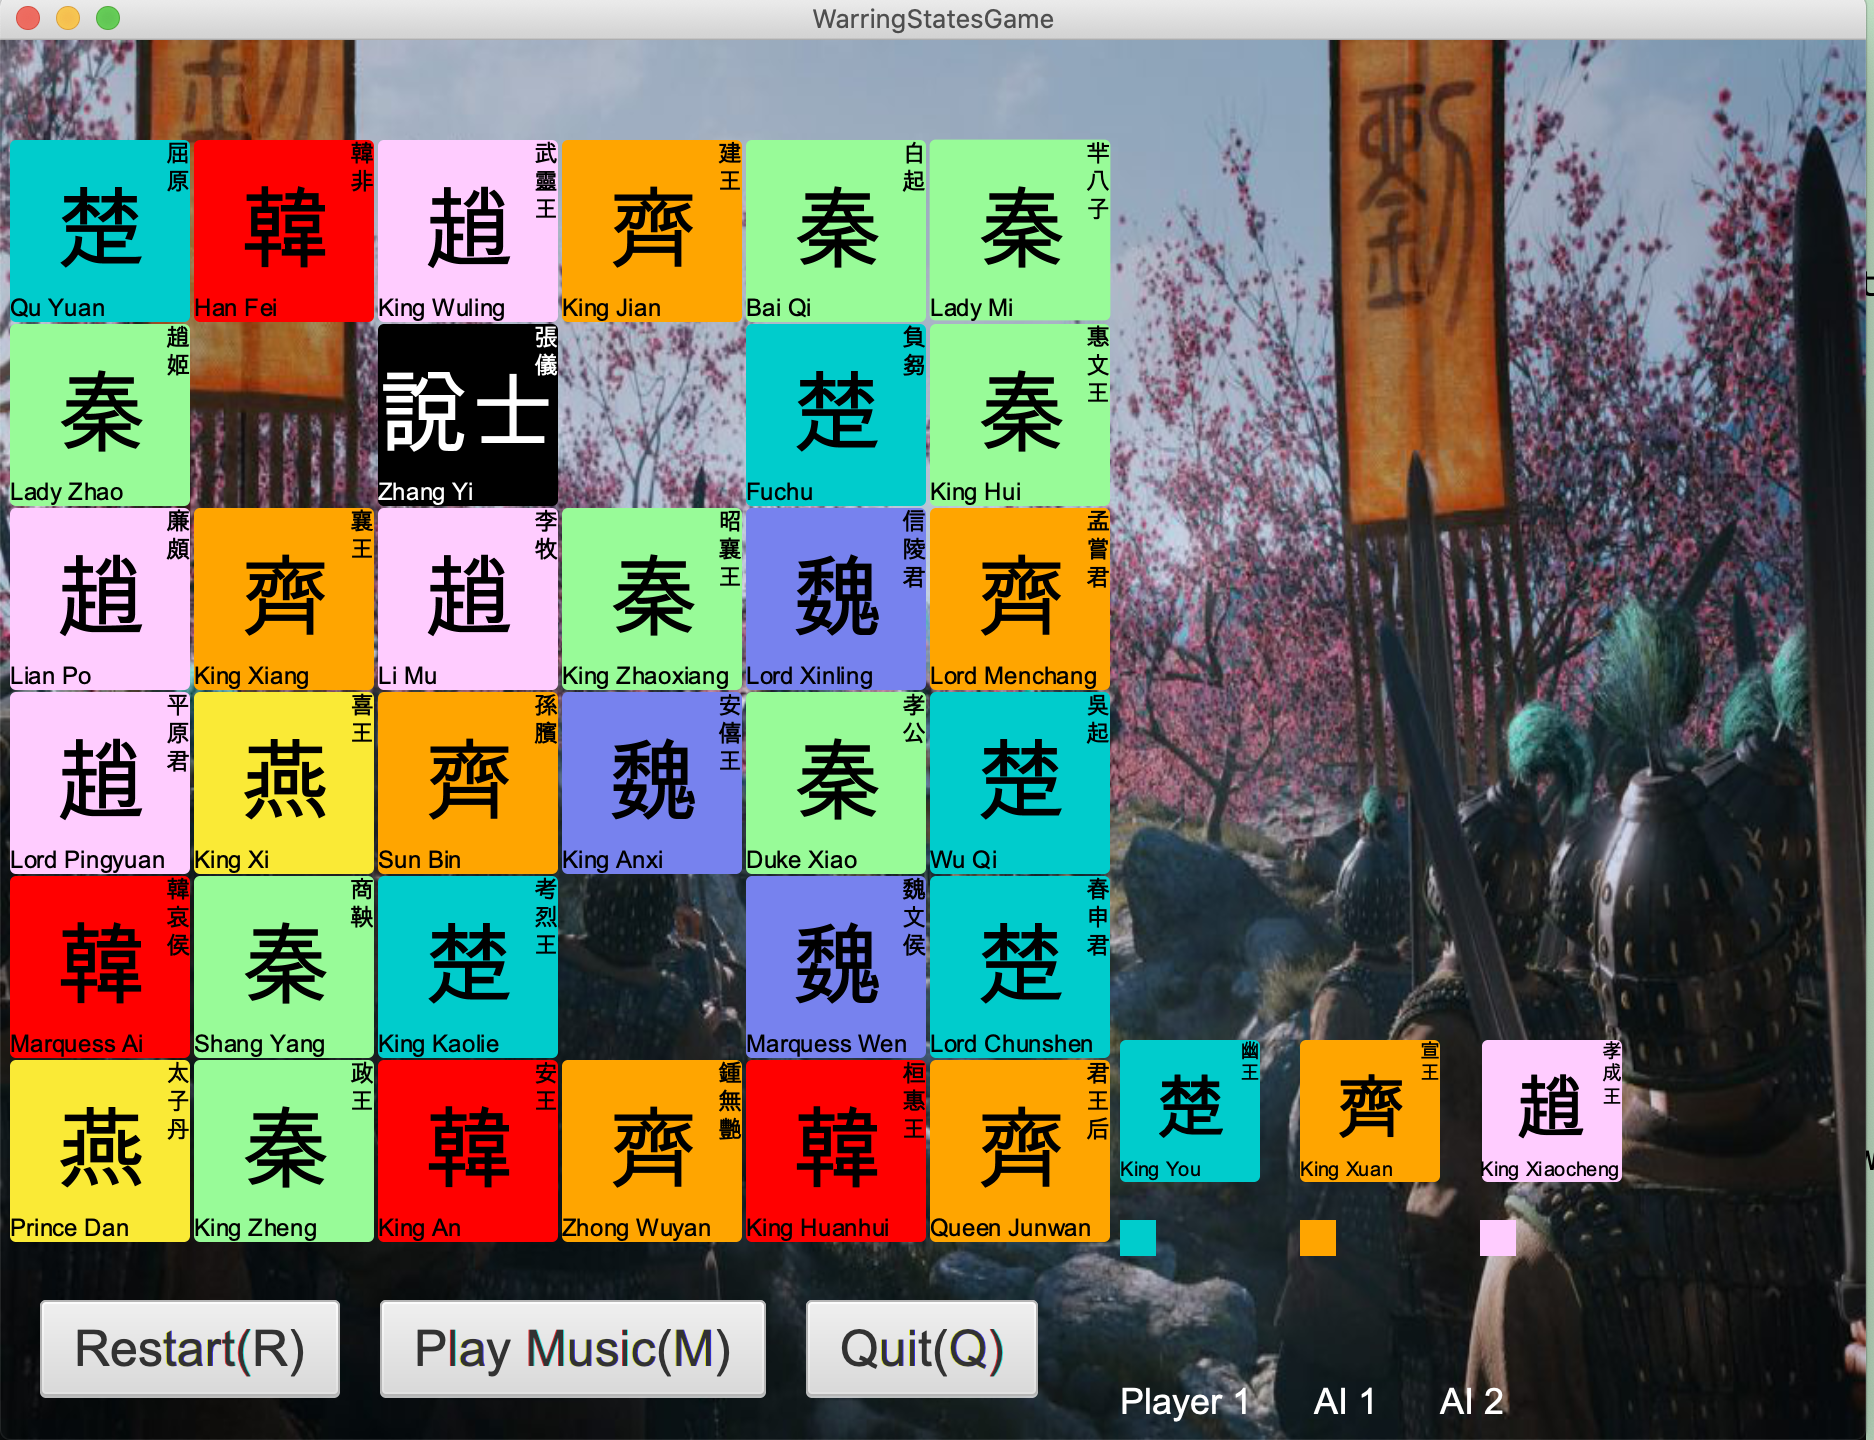 WarringStatesGame
劉
楚
屈原
Qu Yuan
韓
韓非
Han Fei
趙
武靈王
King Wuling
齊
建王
King Jian
秦
白起
Bai Qi
秦
羋八子
Lady Mi
秦
趙姬
Lady Zhao
說士
張儀
Zhang Yi
楚
負芻
Fuchu
秦
惠文王
King Hui
趙
廉頗
Lian Po
齊
襄王
King Xiang
趙
李牧
Li Mu
秦
昭襄王
King Zhaoxiang
魏
信陵君
Lord Xinling
齊
孟嘗君
Lord Menchang
趙
平原君
Lord Pingyuan
燕
喜王
King Xi
齊
孫臏
Sun Bin
魏
安僖王
King Anxi
秦
孝公
Duke Xiao
楚
吳起
Wu Qi
韓
韓哀侯
Marquess Ai
秦
商鞅
Shang Yang
楚
考烈王
King Kaolie
魏
魏文侯
Marquess Wen
楚
春申君
Lord Chunshen
燕
太子丹
Prince Dan
秦
政王
King Zheng
韓
安王
King An
齊
鍾無艷
Zhong Wuyan
韓
桓惠王
King Huanhui
齊
君王后
Queen Junwan
楚
幽王
King You
齊
宣王
King Xuan
趙
孝成王
King Xiaocheng
Restart(R)
Play Music(M)
Quit(Q)
Player 1
AI 1
AI 2